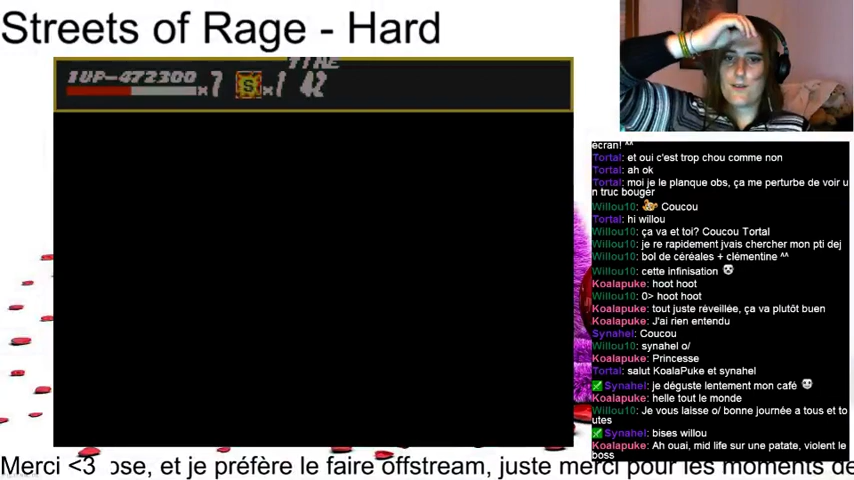 Streets of Rage - Hard
TIME
1UP-472300
×7 S ×1 42
écran! ^^
Tortal: et oui c'est trop chou comme non
Tortal: ah ok
Tortal: moi je le planque obs, ça me perturbe de voir u
n truc bouger
Willou10: Coucou
Tortal: hi willou
Willou10: ça va et toi? Coucou Tortal
Willou10: je re rapidement jvais chercher mon pti dej
Willou10: bol de céréales + clémentine ^^
Willou10: cette infinisation
Koalapuke: hoot hoot
Willou10: 0> hoot hoot
Koalapuke: tout juste réveillée, ça va plutôt buen
Koalapuke: J'ai rien entendu
Synahel: Coucou
Willou10: synahel o/
Koalapuke: Princesse
Tortal: salut KoalaPuke et synahel
Synahel: je déguste lentement mon café
Koalapuke: helle tout le monde
Willou10: Je vous laisse o/ bonne journée a tous et to
utes
Synahel: bises willou
Koalapuke: Ah ouai, mid life sur une patate, violent le
boss
Merci <3 ose, et je préfère le faire offstream, juste merci pour les moments de